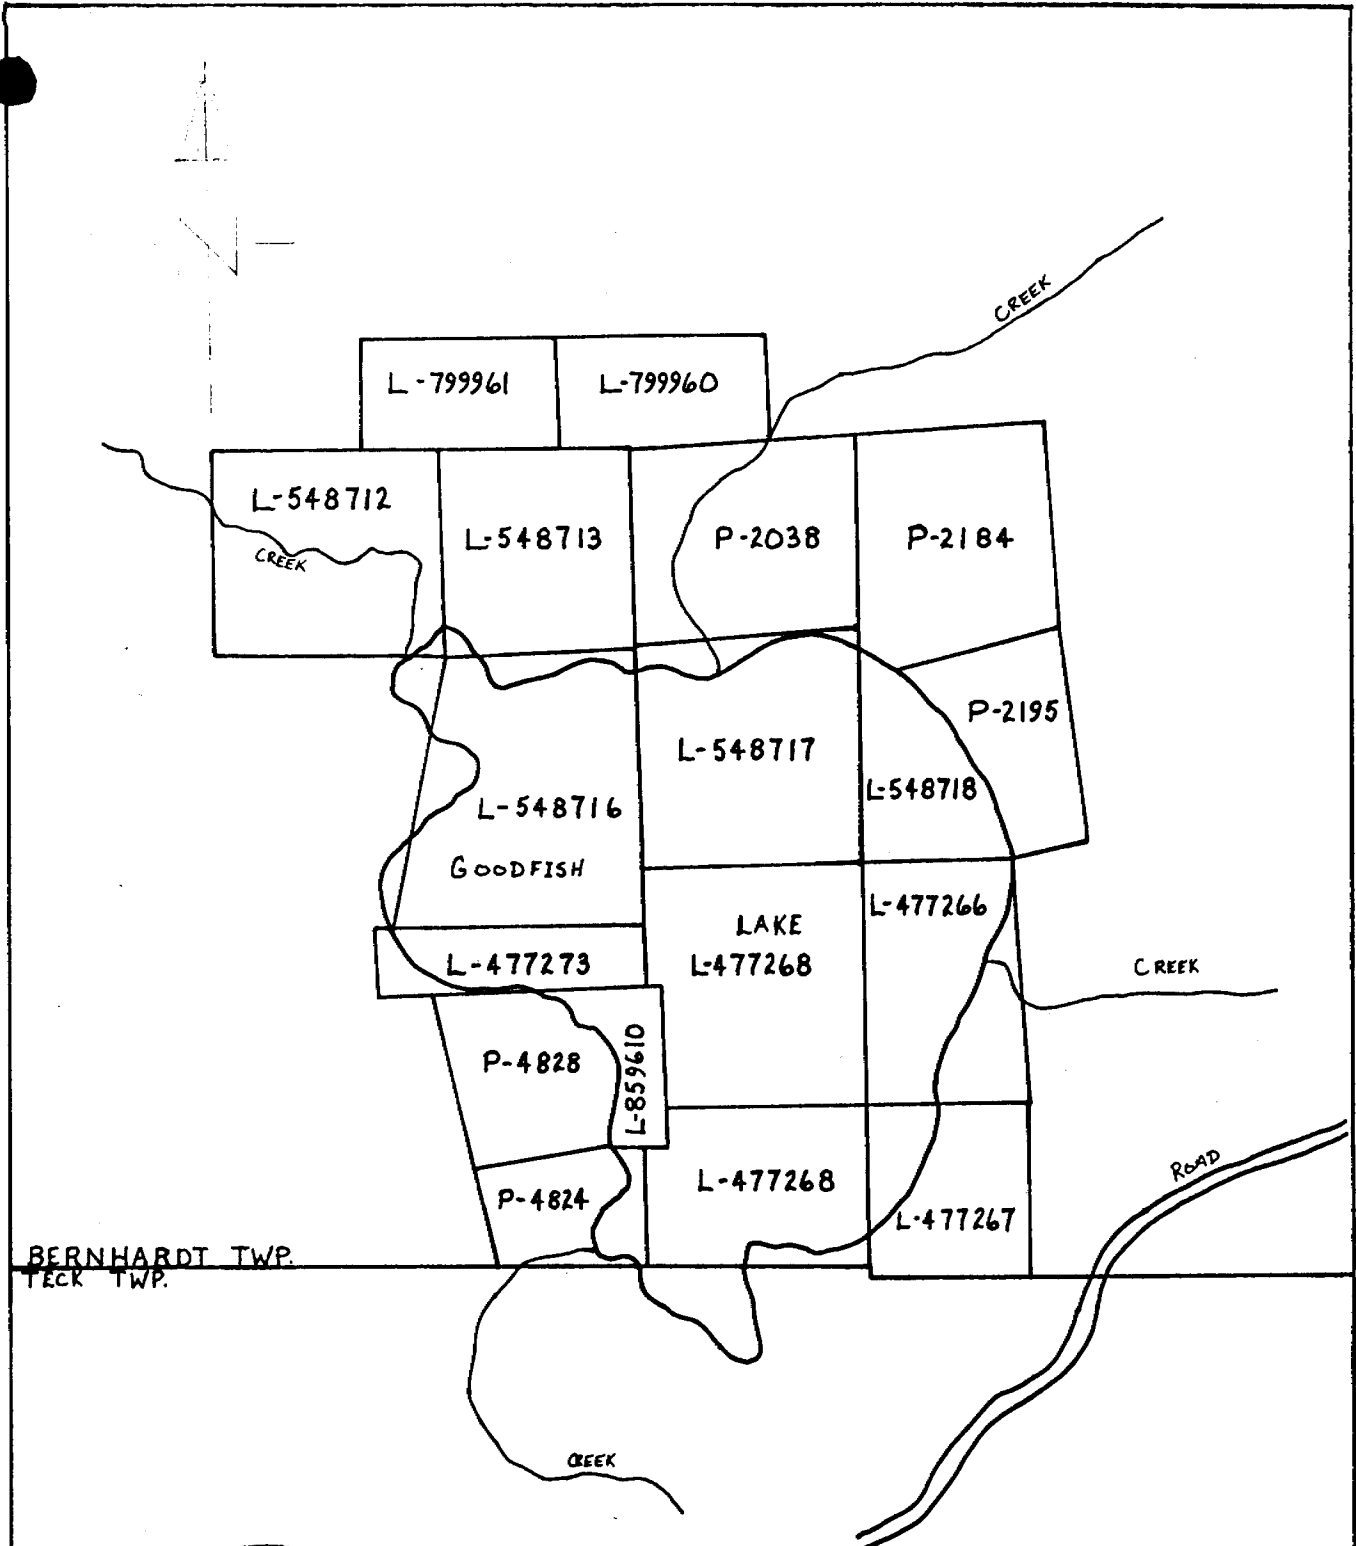 CREEK
L-799961
L-799960
L-548712
CREEK
L-548713
P-2038
P-2184
P-2195
L-548717
L-548718
L-548716
GOODFISH
L-477266
LAKE
L-477273
L-477268
CREEK
P-4828
L-859610
ROAD
L-477268
P-4824
L-477267
BERNHARDT TWP.
TECK TWP.
CREEK